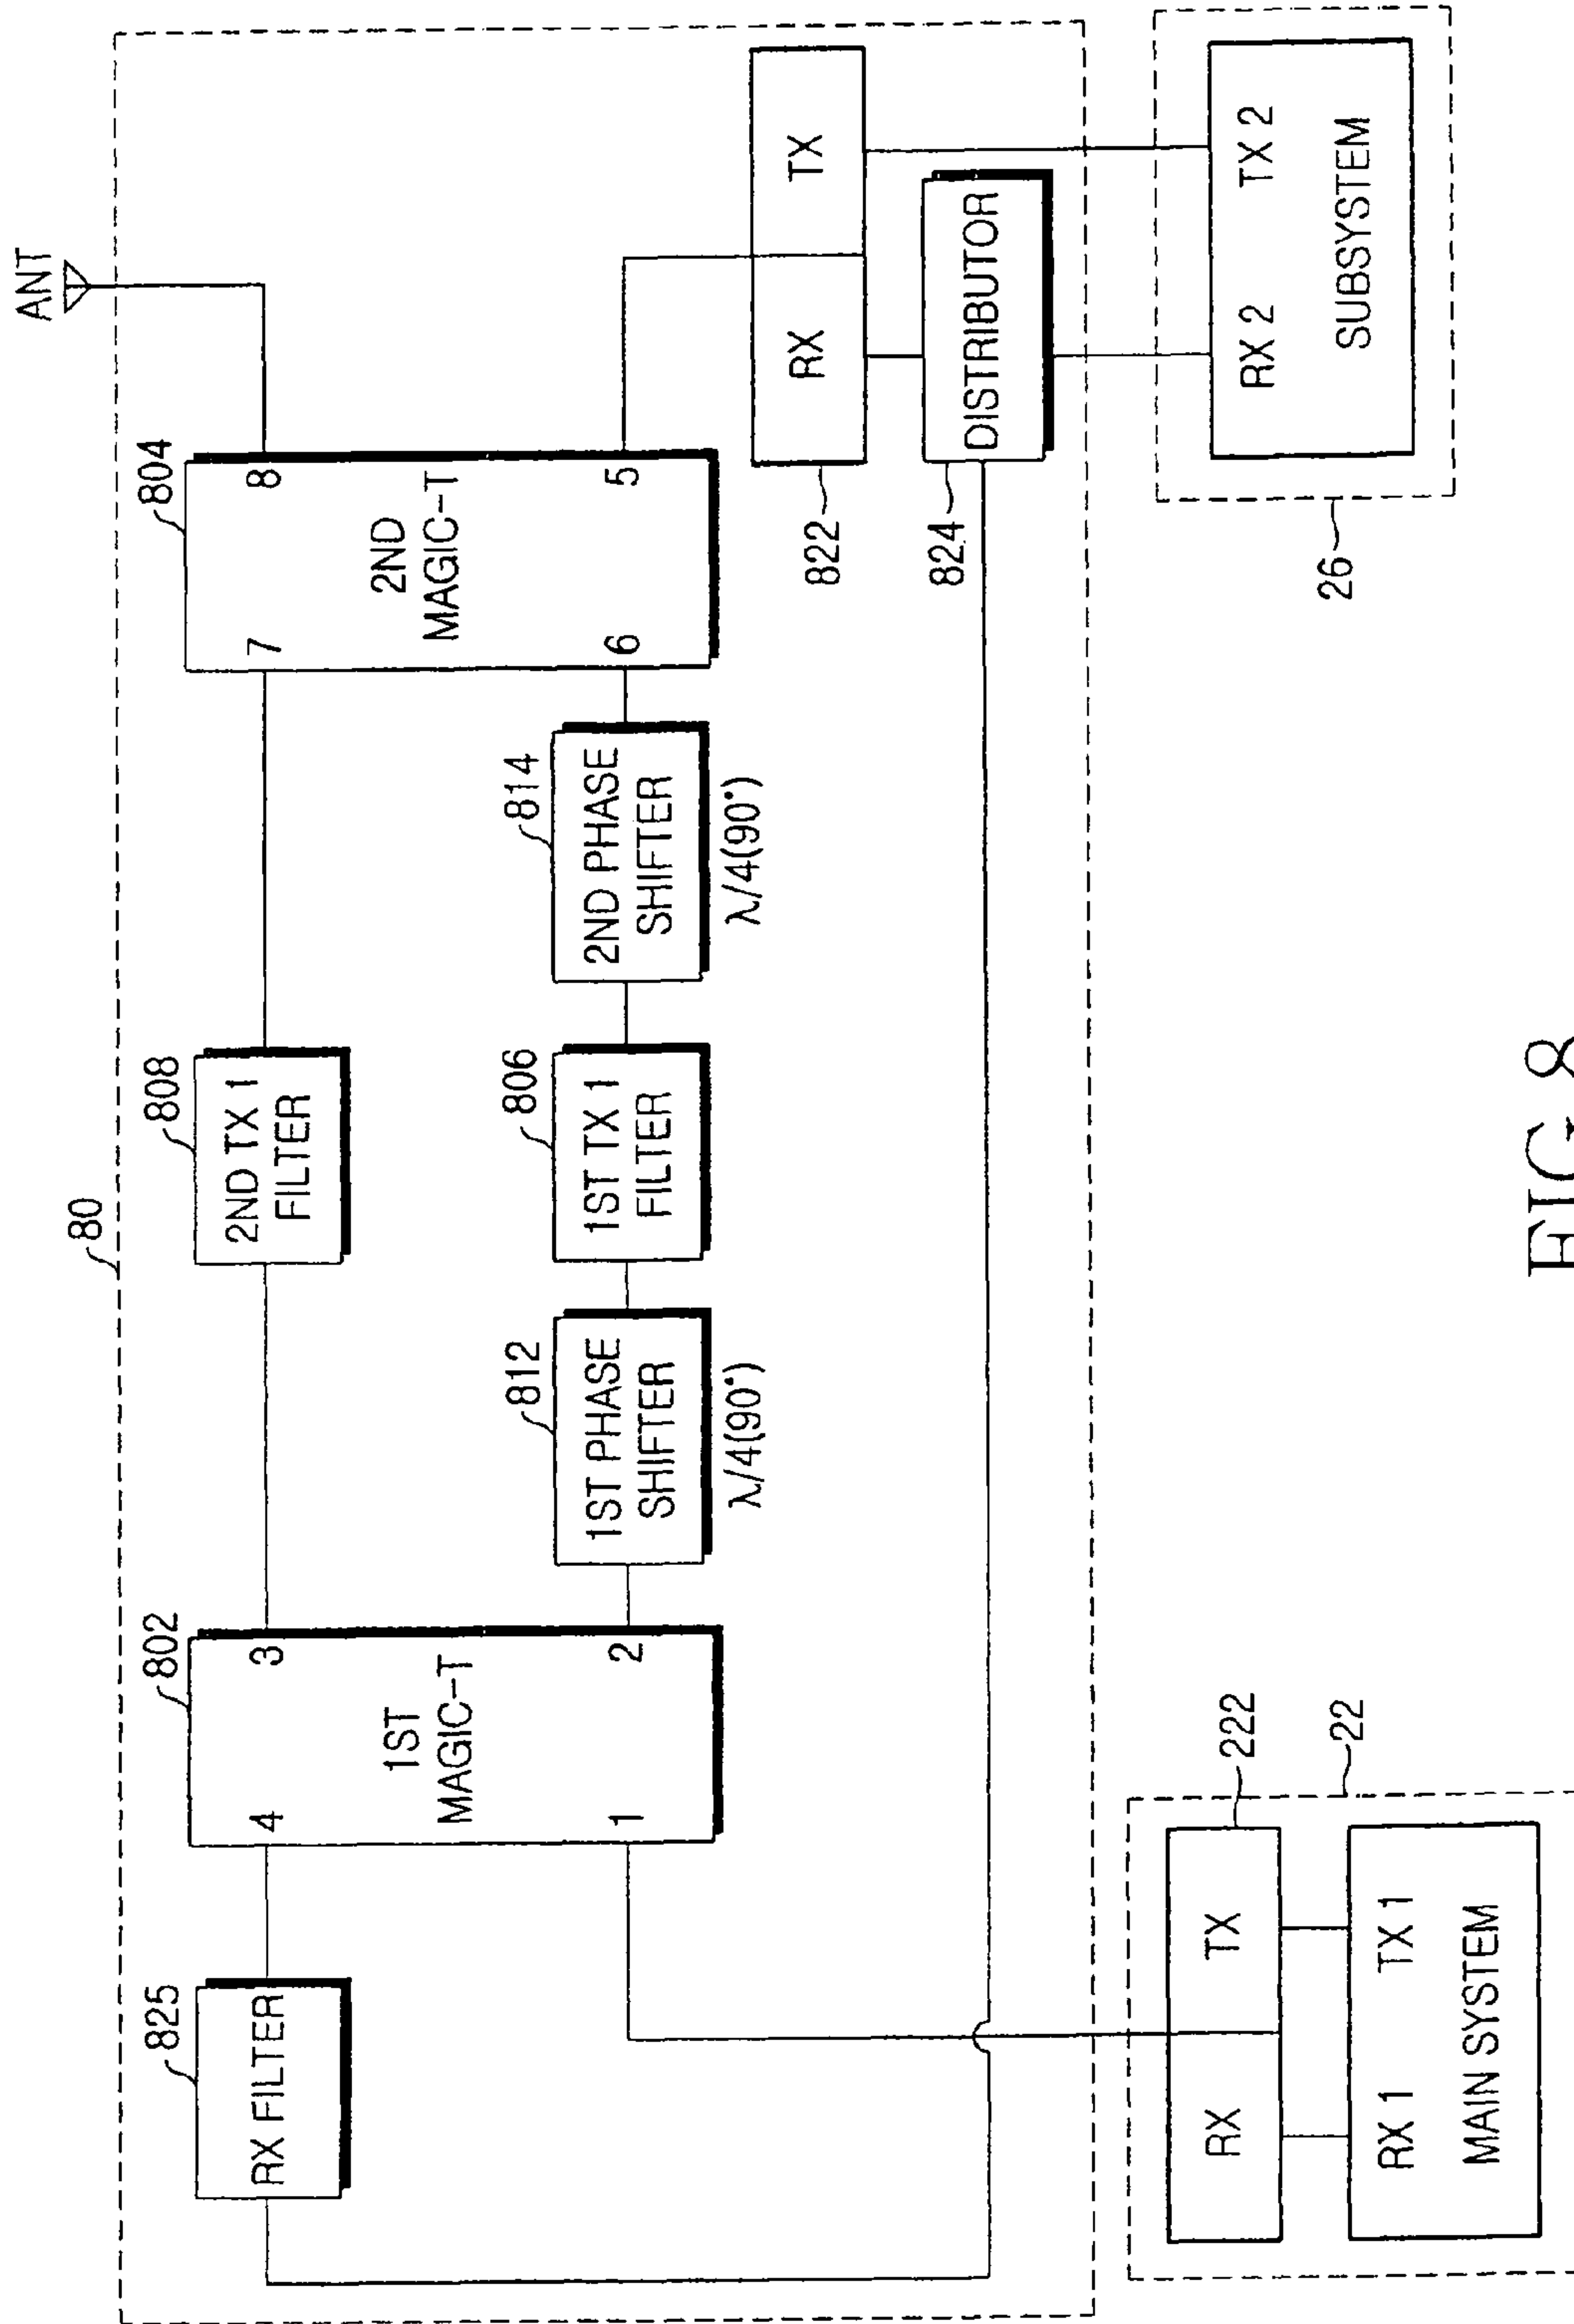 80
ANT
802
4
3
1ST
MAGIC-T
1
2
804
7
8
2ND
MAGIC-T
6
5
825
RX FILTER
808
2ND TX 1
FILTER
812
1ST PHASE
SHIFTER
λ/4(90°)
806
1ST TX 1
FILTER
814
2ND PHASE
SHIFTER
λ/4(90°)
RX
TX
822
DISTRIBUTOR
824
RX 2
TX 2
SUBSYSTEM
26
222
RX
TX
22
RX 1
TX 1
MAIN SYSTEM
FIG.8